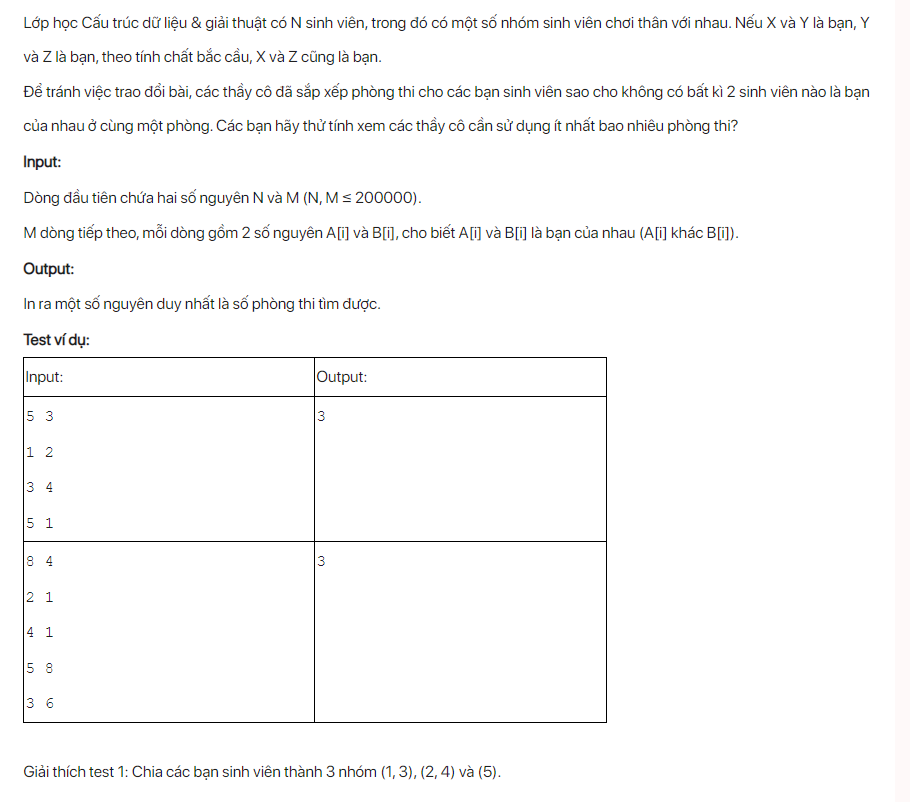 Lớp học Cấu trúc dữ liệu & giải thuật có N sinh viên, trong đó có một số nhóm sinh viên chơi thân với nhau. Nếu X và Y là bạn, Y
và Z là bạn, theo tính chất bắc cầu, X và Z cũng là bạn.
Để tránh việc trao đổi bài, các thầy cô đã sắp xếp phòng thi cho các bạn sinh viên sao cho không có bất kì 2 sinh viên nào là bạn
của nhau ở cùng một phòng. Các bạn hãy thử tính xem các thầy cô cần sử dụng ít nhất bao nhiêu phòng thi?
Input:
Dòng đầu tiên chứa hai số nguyên N và M (N, M ≤ 200000).
M dòng tiếp theo, mỗi dòng gồm 2 số nguyên A[i] và B[i], cho biết A[i] và B[i] là bạn của nhau (A[i] khác B[i]).
Output:
In ra một số nguyên duy nhất là số phòng thi tìm được.
Test ví dụ:
Input: Output:
5 3 3
1 2
3 4
5 1
8 4 3
2 1
4 1
5 8
3 6
Giải thích test 1: Chia các bạn sinh viên thành 3 nhóm (1, 3), (2, 4) và (5).